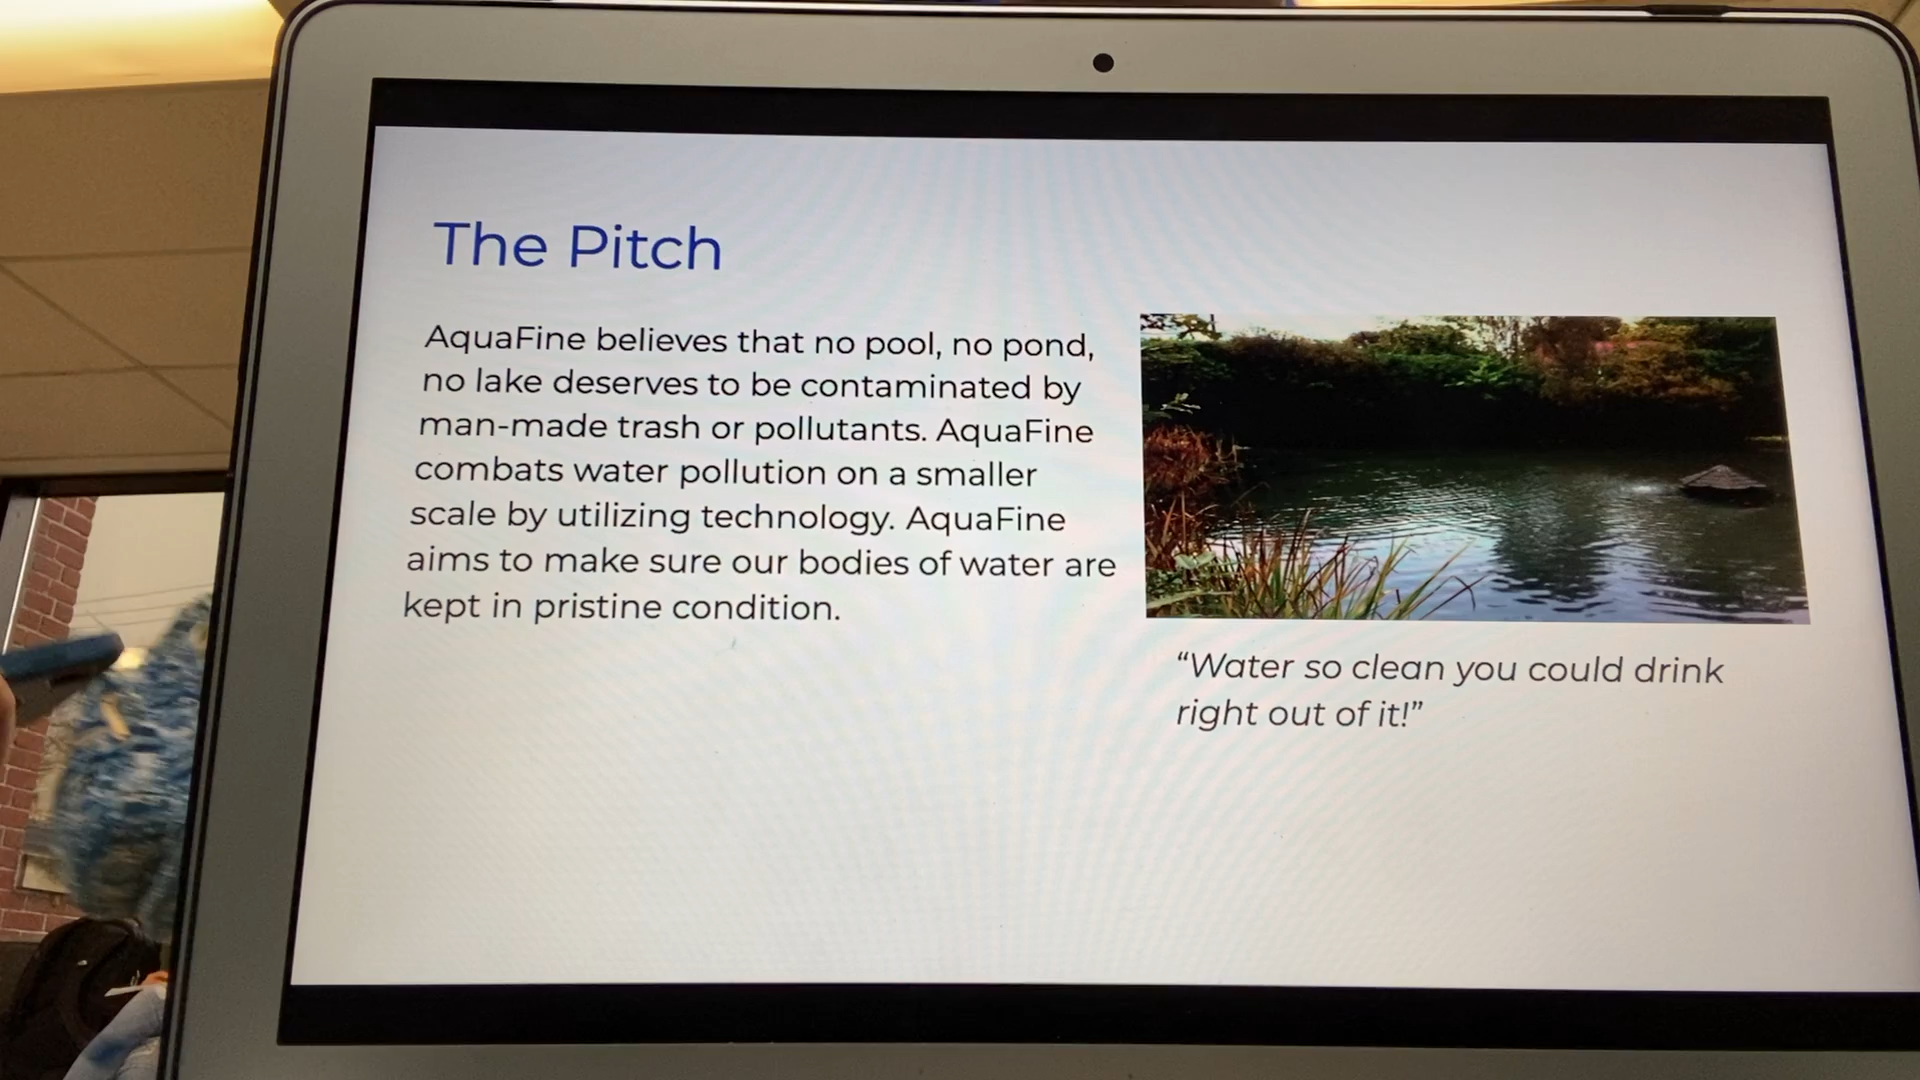 The Pitch
AquaFine believes that no pool, no pond,
no lake deserves to be contaminated by
man-made trash or pollutants. AquaFine
combats water pollution on a smaller
scale by utilizing technology. AquaFine
aims to make sure our bodies of water are
kept in pristine condition.
“Water so clean you could drink
right out of it!”